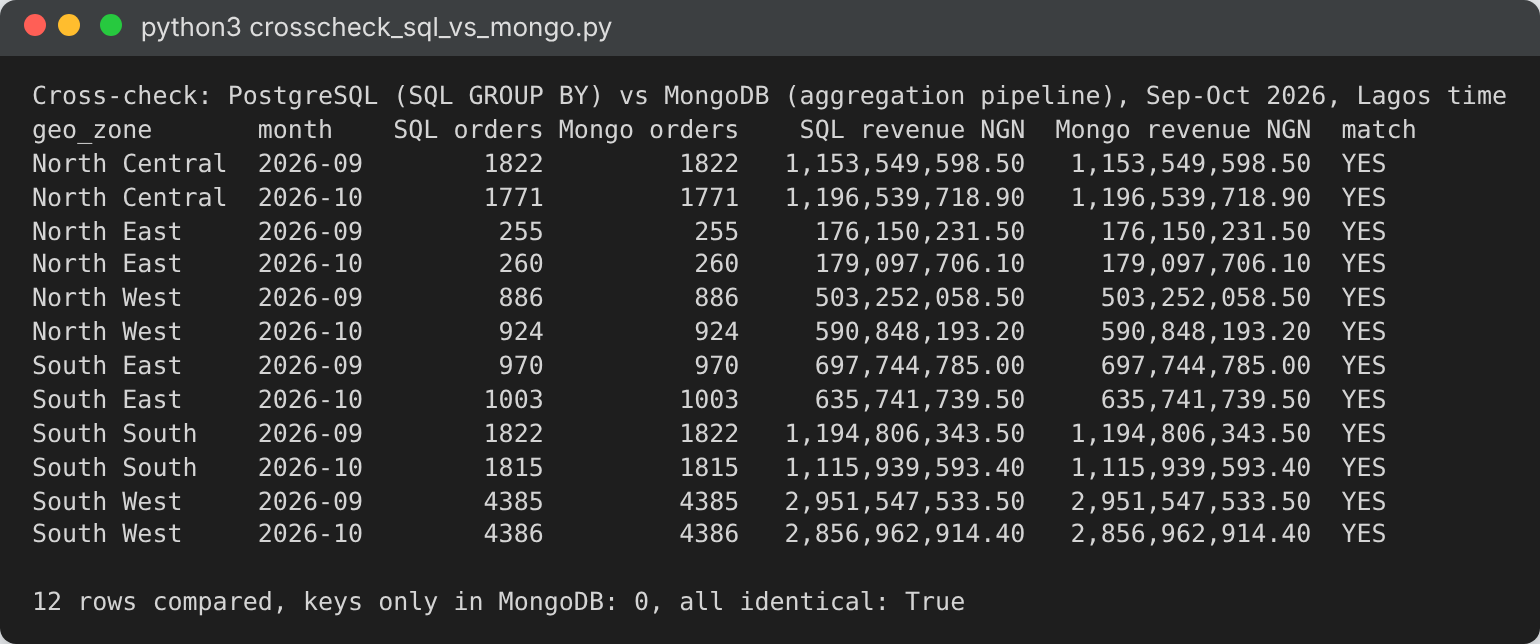 python3 crosscheck_sql_vs_mongo.py
Cross-check: PostgreSQL (SQL GROUP BY) vs MongoDB (aggregation pipeline), Sep-Oct 2026, Lagos time
geo_zone       month    SQL orders Mongo orders    SQL revenue NGN  Mongo revenue NGN  match
North Central  2026-09        1822         1822   1,153,549,598.50   1,153,549,598.50  YES
North Central  2026-10        1771         1771   1,196,539,718.90   1,196,539,718.90  YES
North East     2026-09         255          255     176,150,231.50     176,150,231.50  YES
North East     2026-10         260          260     179,097,706.10     179,097,706.10  YES
North West     2026-09         886          886     503,252,058.50     503,252,058.50  YES
North West     2026-10         924          924     590,848,193.20     590,848,193.20  YES
South East     2026-09         970          970     697,744,785.00     697,744,785.00  YES
South East     2026-10        1003         1003     635,741,739.50     635,741,739.50  YES
South South    2026-09        1822         1822   1,194,806,343.50   1,194,806,343.50  YES
South South    2026-10        1815         1815   1,115,939,593.40   1,115,939,593.40  YES
South West     2026-09        4385         4385   2,951,547,533.50   2,951,547,533.50  YES
South West     2026-10        4386         4386   2,856,962,914.40   2,856,962,914.40  YES
12 rows compared, keys only in MongoDB: 0, all identical: True